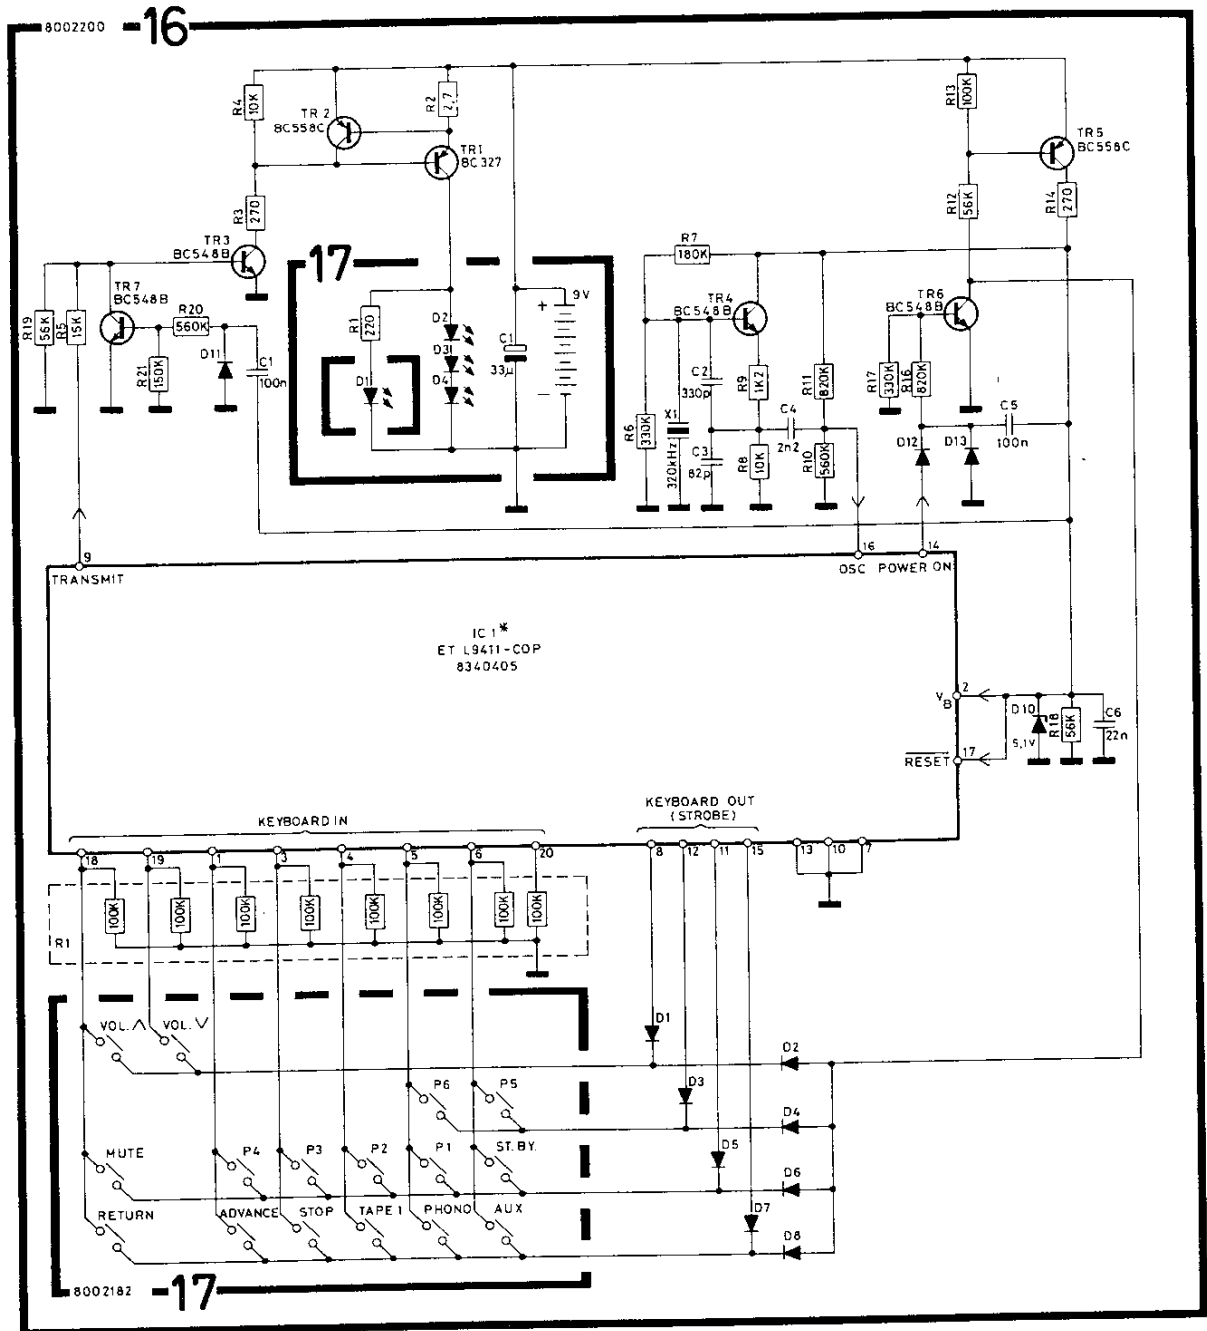 8002200 16
R4
10K
TR2
BC558C
R2
2,7
TR1
BC327
R13
100K
TR5
BC558C
R3
270
R12
56K
R14
270
TR3
BC548B
TR7
BC548B
R19
56K
R5
15K
R20
560K
R21
150K
D11
C1
100n
17
R1
220
D1
D2
D3
D4
C1
33µ
+ 9V
−
R7
180K
TR4
BC548B
TR6
BC548B
R6
330K
X1
320kHz
C2
330p
C3
82p
R9
1K2
R8
10K
C4
2n2
R11
820K
R10
560K
R17
330K
R16
820K
D12
D13
C5
100n
9
TRANSMIT
16
OSC
14
POWER ON
IC1*
ET L9411-COP
8340405
VB
2
RESET
17
D10
5,1V
R18
56K
C6
22n
KEYBOARD IN
KEYBOARD OUT
(STROBE)
18
19
1
3
4
5
6
20
8
12
11
15
13
10
7
R1
100K
100K
100K
100K
100K
100K
100K
100K
VOL. ∧
VOL. ∨
D1
D2
P6
P5
D3
D4
MUTE
P4
P3
P2
P1
ST.BY.
D5
D6
RETURN
ADVANCE
STOP
TAPE 1
PHONO
AUX
D7
D8
8002182 17